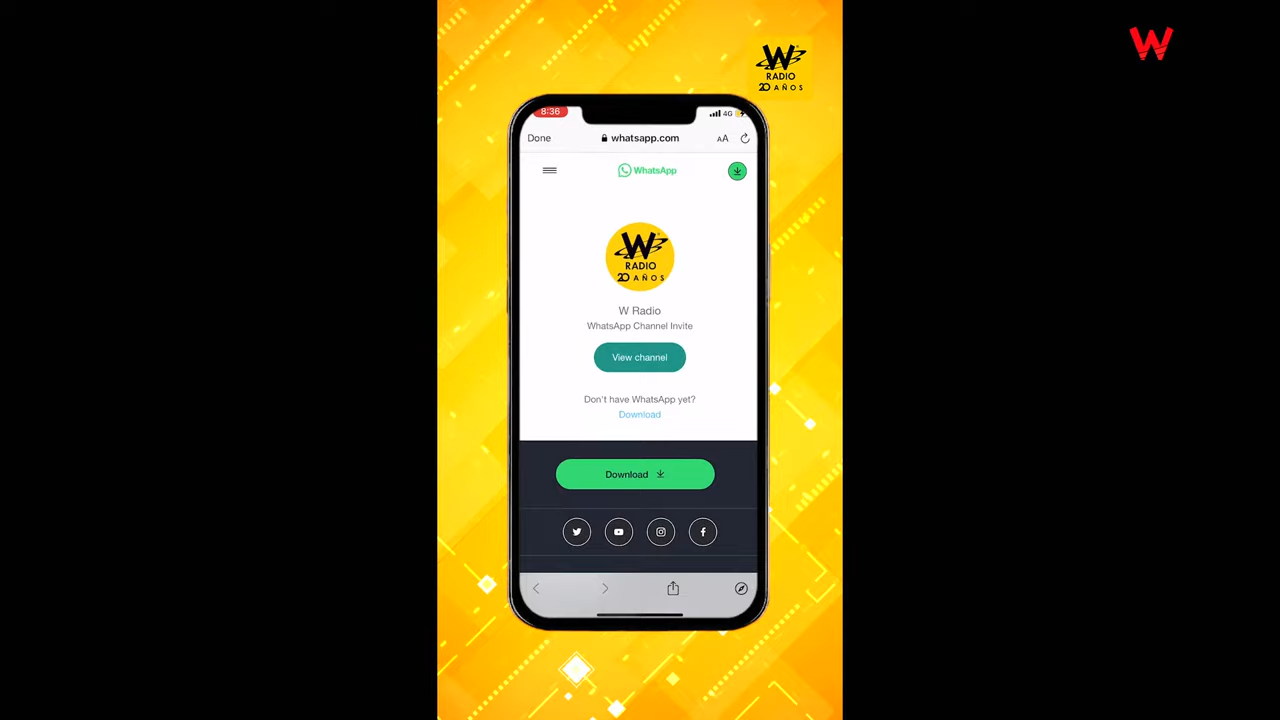 W
W
RADIO
20 AÑOS
8:36
4G
Done
whatsapp.com
AA
WhatsApp
W
RADIO
20 AÑOS
W Radio
WhatsApp Channel Invite
View channel
Don't have WhatsApp yet?
Download
Download